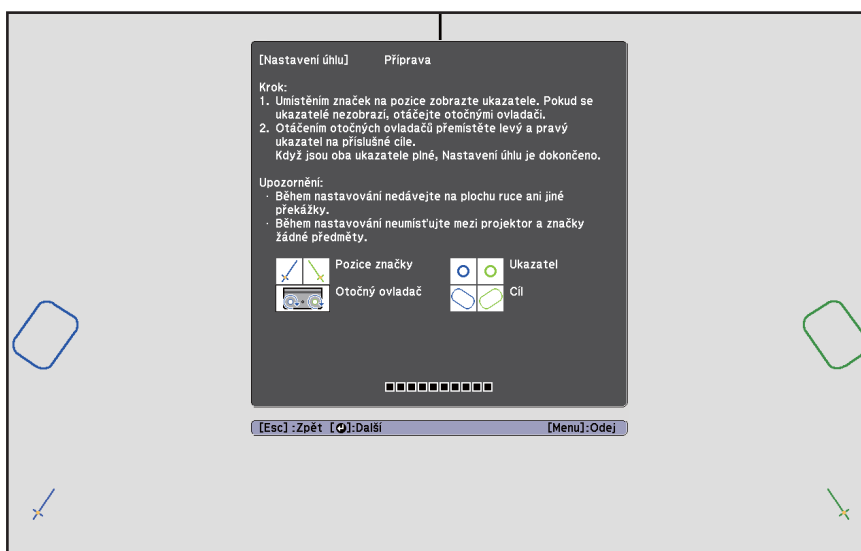 [Nastavení úhlu] Příprava
Krok:
1. Umístěním značek na pozice zobrazte ukazatele. Pokud se
ukazatelé nezobrazí, otáčejte otočnými ovladači.
2. Otáčením otočných ovladačů přemístěte levý a pravý
ukazatel na příslušné cíle.
Když jsou oba ukazatele plné, Nastavení úhlu je dokončeno.
Upozornění:
· Během nastavování nedávejte na plochu ruce ani jiné
překážky.
· Během nastavování neumísťujte mezi projektor a značky
žádné předměty.
Pozice značky Ukazatel
Otočný ovladač Cíl
[Esc] :Zpět [⏎]:Další [Menu]:Odej